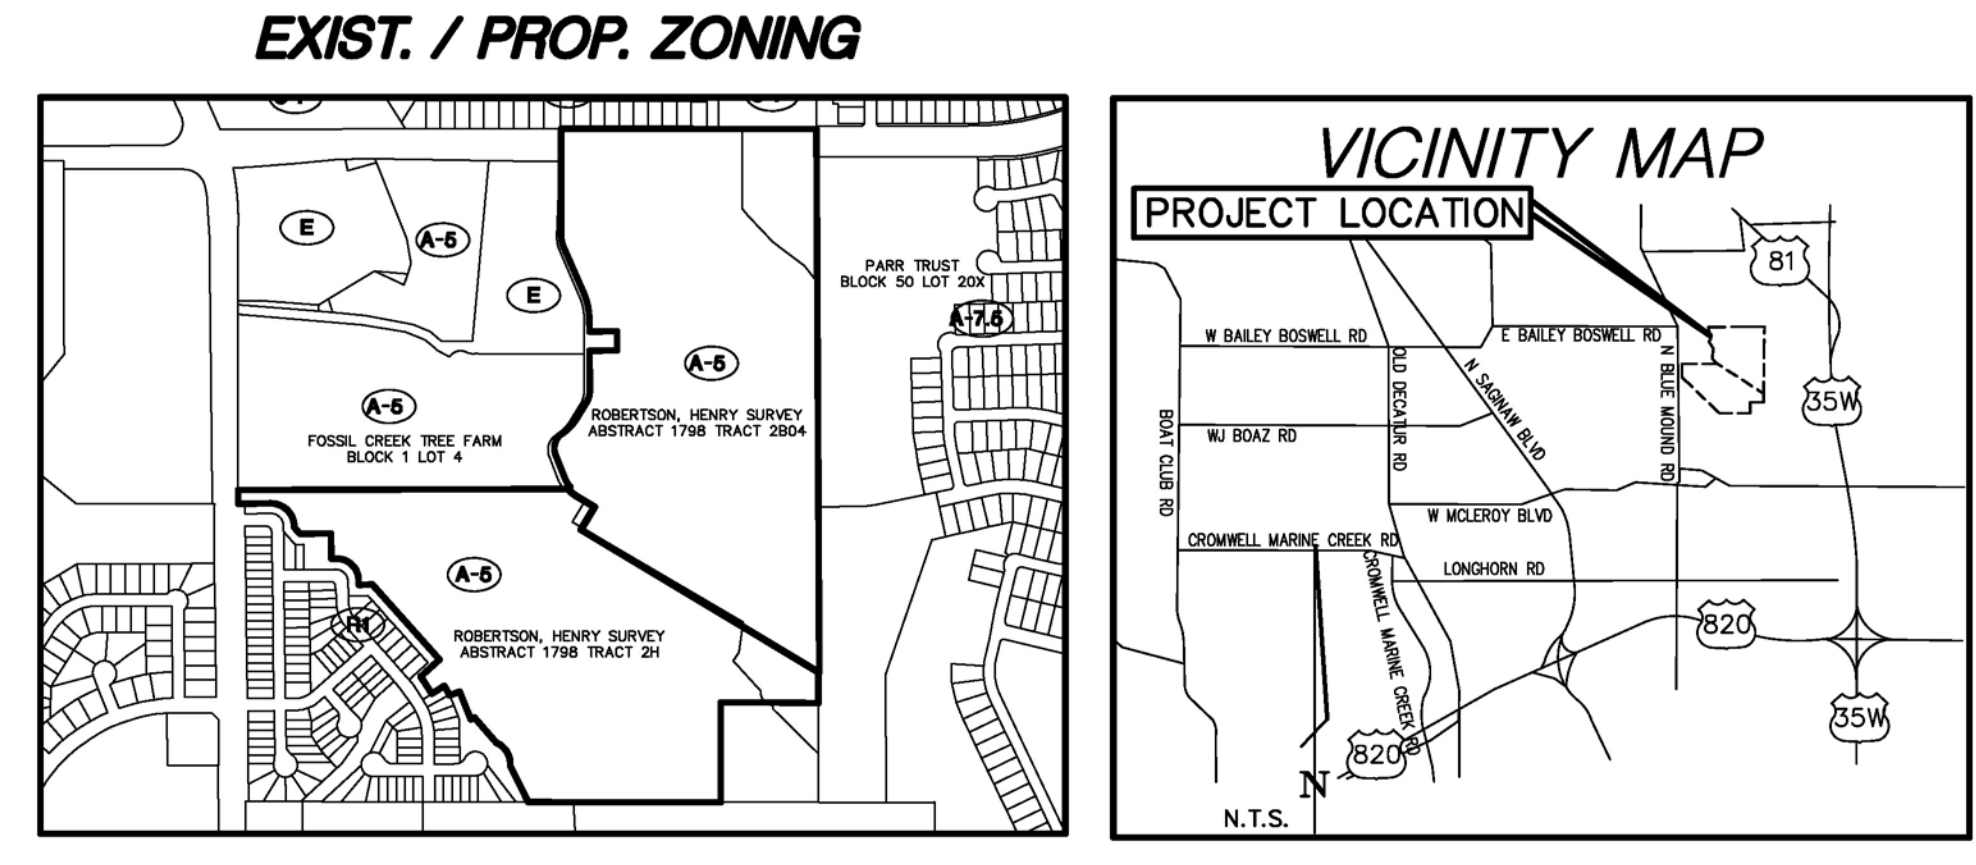 EXIST. / PROP. ZONING
E
A-5
E
PARR TRUST
BLOCK 50 LOT 20X
A-7.5
A-5
A-5
ROBERTSON, HENRY SURVEY
ABSTRACT 1798 TRACT 2B04
FOSSIL CREEK TREE FARM
BLOCK 1 LOT 4
A-5
R1
ROBERTSON, HENRY SURVEY
ABSTRACT 1798 TRACT 2H
VICINITY MAP
PROJECT LOCATION
81
W BAILEY BOSWELL RD
E BAILEY BOSWELL RD
OLD DECATUR RD
N SAGINAW BLVD
N BLUE MOUND RD
35W
BOAT CLUB RD
WJ BOAZ RD
W MCLEROY BLVD
CROMWELL MARINE CREEK RD
CROMWELL MARINE CREEK RD
LONGHORN RD
820
35W
820
N
N.T.S.